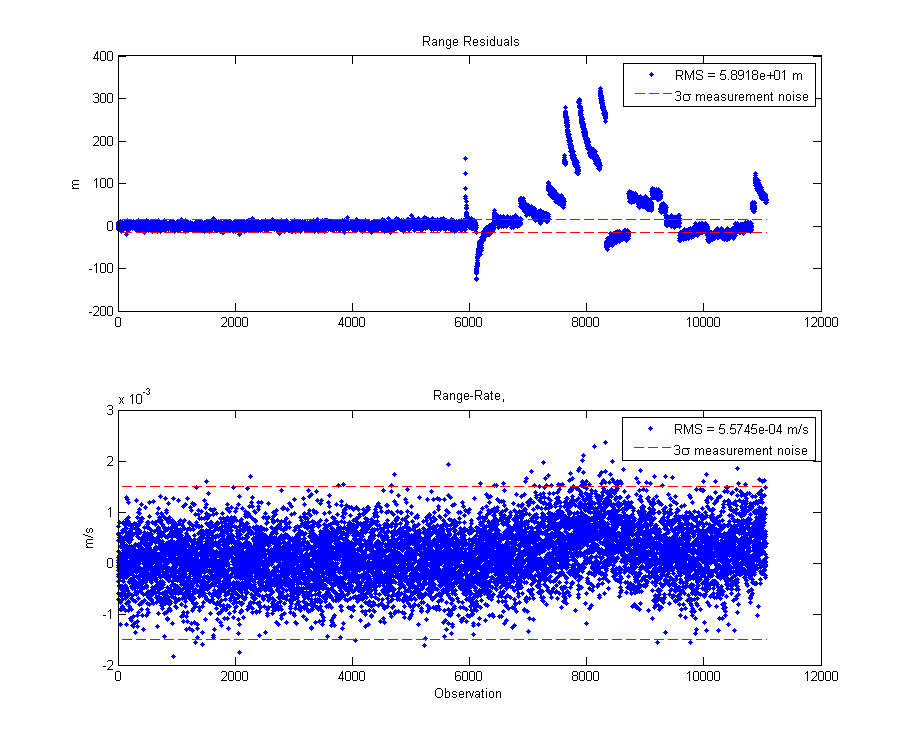 Range Residuals
400
300
200
100
0
-100
-200
m
RMS = 5.8918e+01 m
3σ measurement noise
0 2000 4000 6000 8000 10000 12000
Range-Rate,
x 10^-3
3
2
1
0
-1
-2
m/s
RMS = 5.5745e-04 m/s
3σ measurement noise
0 2000 4000 6000 8000 10000 12000
Observation